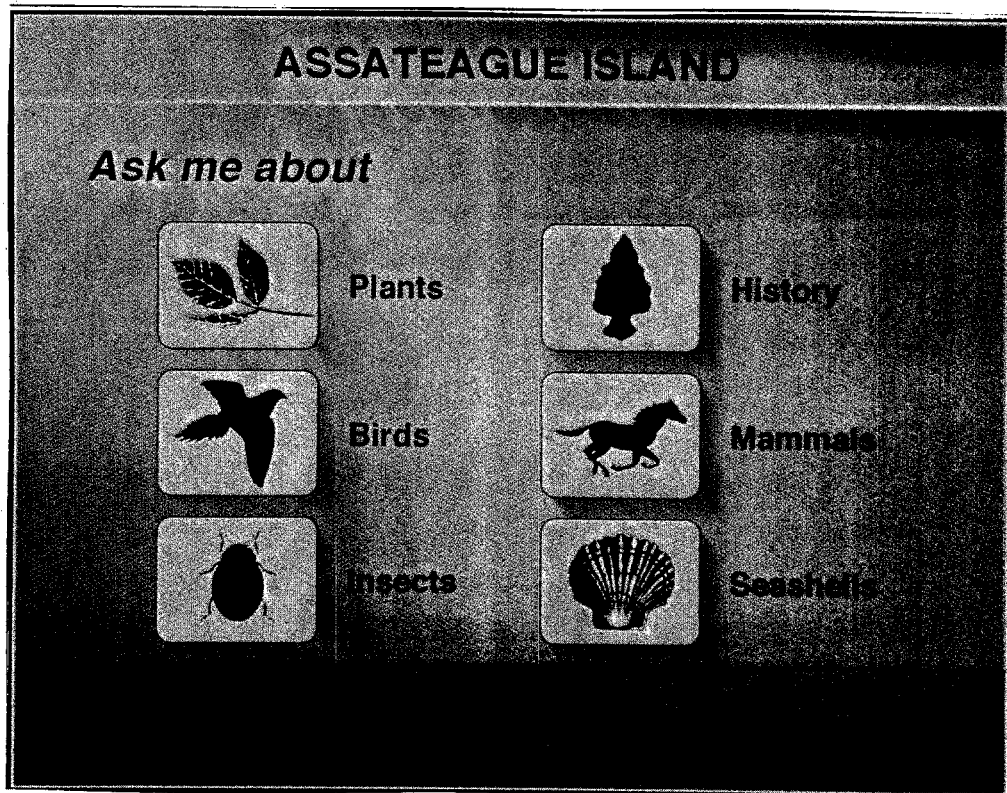 ASSATEAGUE ISLAND
Ask me about
Plants
History
Birds
Mammals
Insects
Seashells